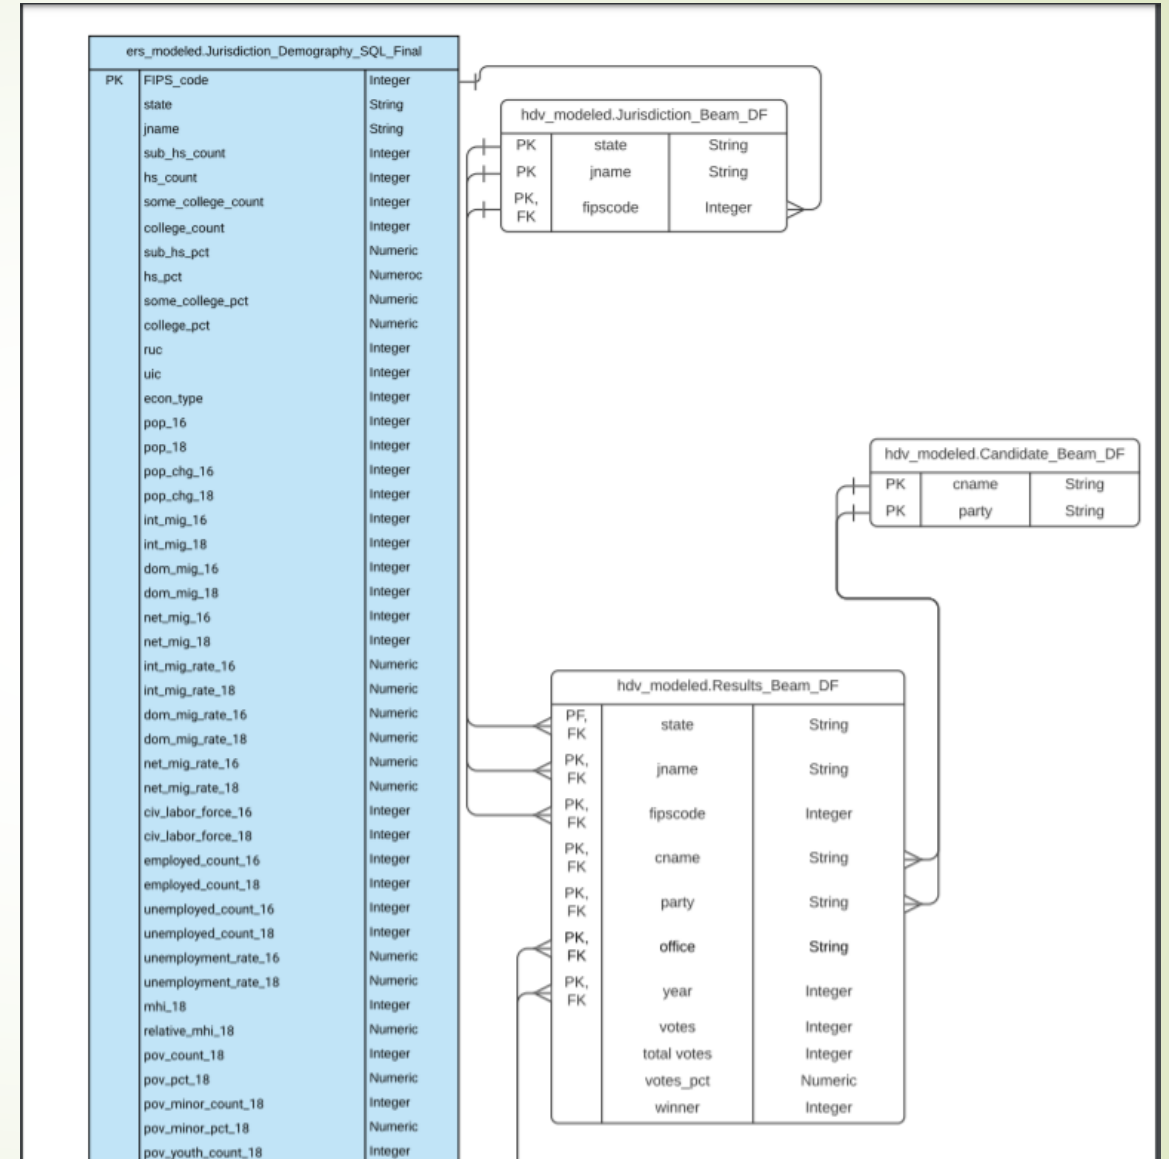 ers_modeled.Jurisdiction_Demography_SQL_Final
PK FIPS_code Integer
state String
jname String
sub_hs_count Integer
hs_count Integer
some_college_count Integer
college_count Integer
sub_hs_pct Numeric
hs_pct Numeroc
some_college_pct Numeric
college_pct Numeric
ruc Integer
uic Integer
econ_type Integer
pop_16 Integer
pop_18 Integer
pop_chg_16 Integer
pop_chg_18 Integer
int_mig_16 Integer
int_mig_18 Integer
dom_mig_16 Integer
dom_mig_18 Integer
net_mig_16 Integer
net_mig_18 Integer
int_mig_rate_16 Numeric
int_mig_rate_18 Numeric
dom_mig_rate_16 Numeric
dom_mig_rate_18 Numeric
net_mig_rate_16 Numeric
net_mig_rate_18 Numeric
civ_labor_force_16 Integer
civ_labor_force_18 Integer
employed_count_16 Integer
employed_count_18 Integer
unemployed_count_16 Integer
unemployed_count_18 Integer
unemployment_rate_16 Numeric
unemployment_rate_18 Numeric
mhi_18 Integer
relative_mhi_18 Numeric
pov_count_18 Integer
pov_pct_18 Numeric
pov_minor_count_18 Integer
pov_minor_pct_18 Numeric
pov_youth_count_18 Integer
hdv_modeled.Jurisdiction_Beam_DF
PK state String
PK jname String
PK,
FK fipscode Integer
hdv_modeled.Candidate_Beam_DF
PK cname String
PK party String
hdv_modeled.Results_Beam_DF
PF,
FK state String
PK,
FK jname String
PK,
FK fipscode Integer
PK,
FK cname String
PK,
FK party String
PK,
FK office String
PK,
FK year Integer
votes Integer
total votes Integer
votes_pct Numeric
winner Integer